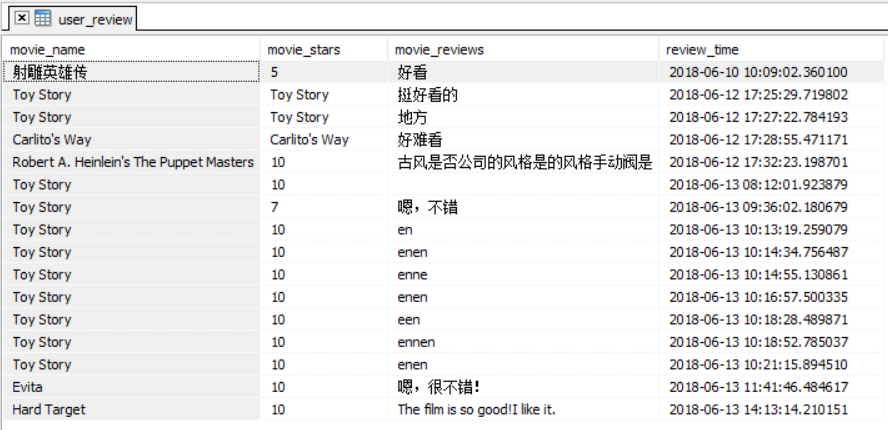 user_review
movie_name movie_stars movie_reviews review_time
射雕英雄传 5 好看 2018-06-10 10:09:02.360100
Toy Story Toy Story 挺好看的 2018-06-12 17:25:29.719802
Toy Story Toy Story 地方 2018-06-12 17:27:22.784193
Carlito's Way Carlito's Way 好难看 2018-06-12 17:28:55.471171
Robert A. Heinlein's The Puppet Masters 10 古风是否公司的风格是的风格手动阀是 2018-06-12 17:32:23.198701
Toy Story 10 2018-06-13 08:12:01.923879
Toy Story 7 嗯，不错 2018-06-13 09:36:02.180679
Toy Story 10 en 2018-06-13 10:13:19.259079
Toy Story 10 enen 2018-06-13 10:14:34.756487
Toy Story 10 enne 2018-06-13 10:14:55.130861
Toy Story 10 enen 2018-06-13 10:16:57.500335
Toy Story 10 een 2018-06-13 10:18:28.489871
Toy Story 10 ennen 2018-06-13 10:18:52.785037
Toy Story 10 enen 2018-06-13 10:21:15.894510
Evita 10 嗯，很不错！ 2018-06-13 11:41:46.484617
Hard Target 10 The film is so good!I like it. 2018-06-13 14:13:14.210151